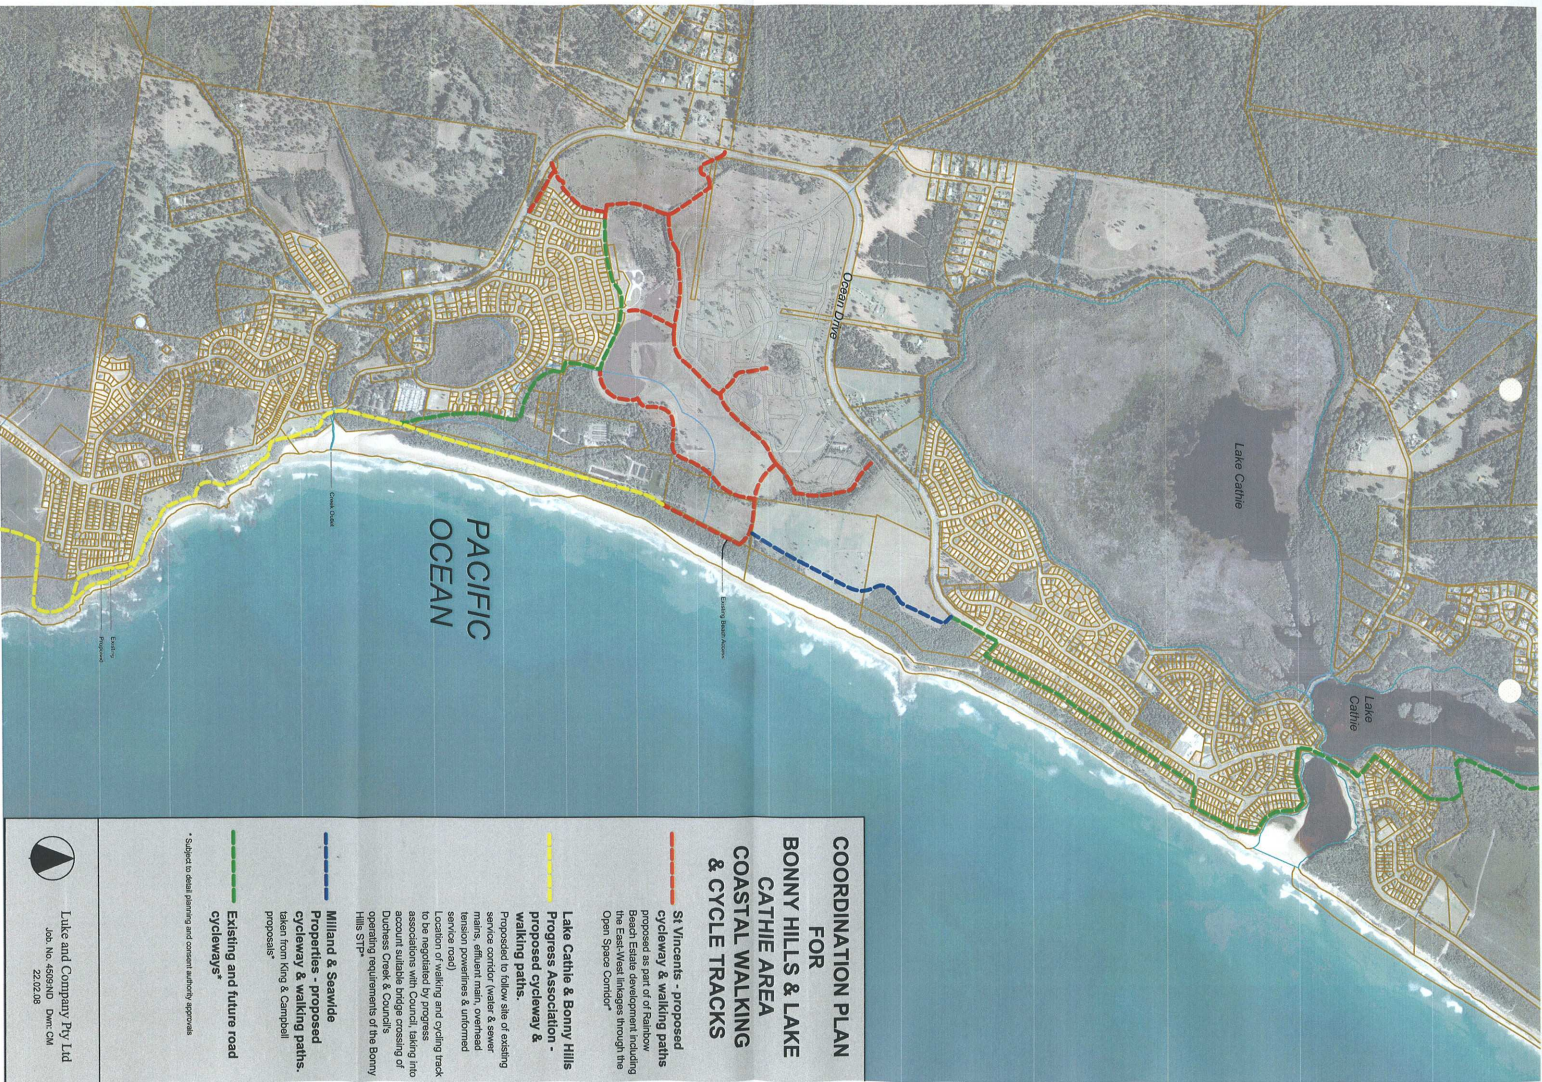 COORDINATION PLAN
FOR
BONNY HILLS & LAKE
CATHIE AREA
COASTAL WALKING
& CYCLE TRACKS
St Vincents - proposed
cycleway & walking paths
proposed as part of of Rainbow
Beach Estate development including
the East-West linkages through the
Open Space Corridor*
Lake Cathie & Bonny Hills
Progress Association -
proposed cycleway &
walking paths.
Proposded to follow site of existing
service corridor (water & sewer
mains, effluent main, overhead
tension powerlines & unformed
service road)
Location of walking and cycling track
to be negotiated by progress
associations with Council, taking into
account suitable bridge crossing of
Duchess Creek & Council's
operating requirements of the Bonny
Hills STP*
Milland & Seawide
Properties - proposed
cycleway & walking paths.
taken from King & Campbell
proposals*
Existing and future road
cycleways*
* Subject to detail planning and consent authority approvals
Luke and Company Pty Ltd
Job. No. 4509:ND Dwn: CM
22.02.08
Ocean Drive
Lake Cathie
Lake
Cathie
PACIFIC
OCEAN
Creek Outlet
Existing Beach Access
Existing
Proposed